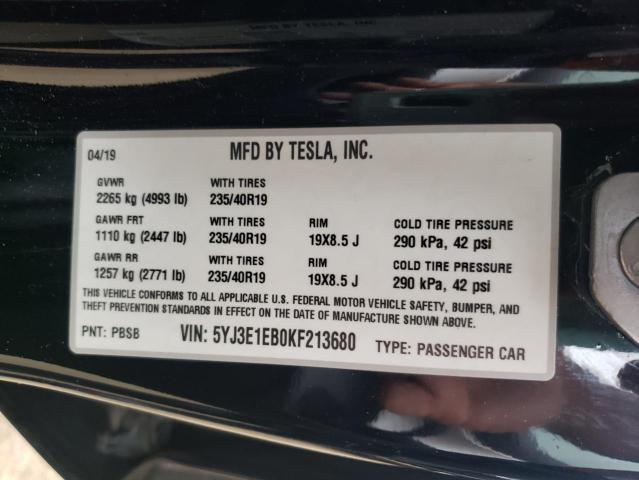 MFD BY TESLA, INC.
04/19 MFD BY TESLA, INC.
GVWR WITH TIRES
2265 kg (4993 lb) 235/40R19
GAWR FRT WITH TIRES RIM COLD TIRE PRESSURE
1110 kg (2447 lb) 235/40R19 19X8.5 J 290 kPa, 42 psi
GAWR RR WITH TIRES RIM COLD TIRE PRESSURE
1257 kg (2771 lb) 235/40R19 19X8.5 J 290 kPa, 42 psi
THIS VEHICLE CONFORMS TO ALL APPLICABLE U.S. FEDERAL MOTOR VEHICLE SAFETY, BUMPER, AND
THEFT PREVENTION STANDARDS IN EFFECT ON THE DATE OF MANUFACTURE SHOWN ABOVE.
PNT: PBSB VIN: 5YJ3E1EB0KF213680 TYPE: PASSENGER CAR